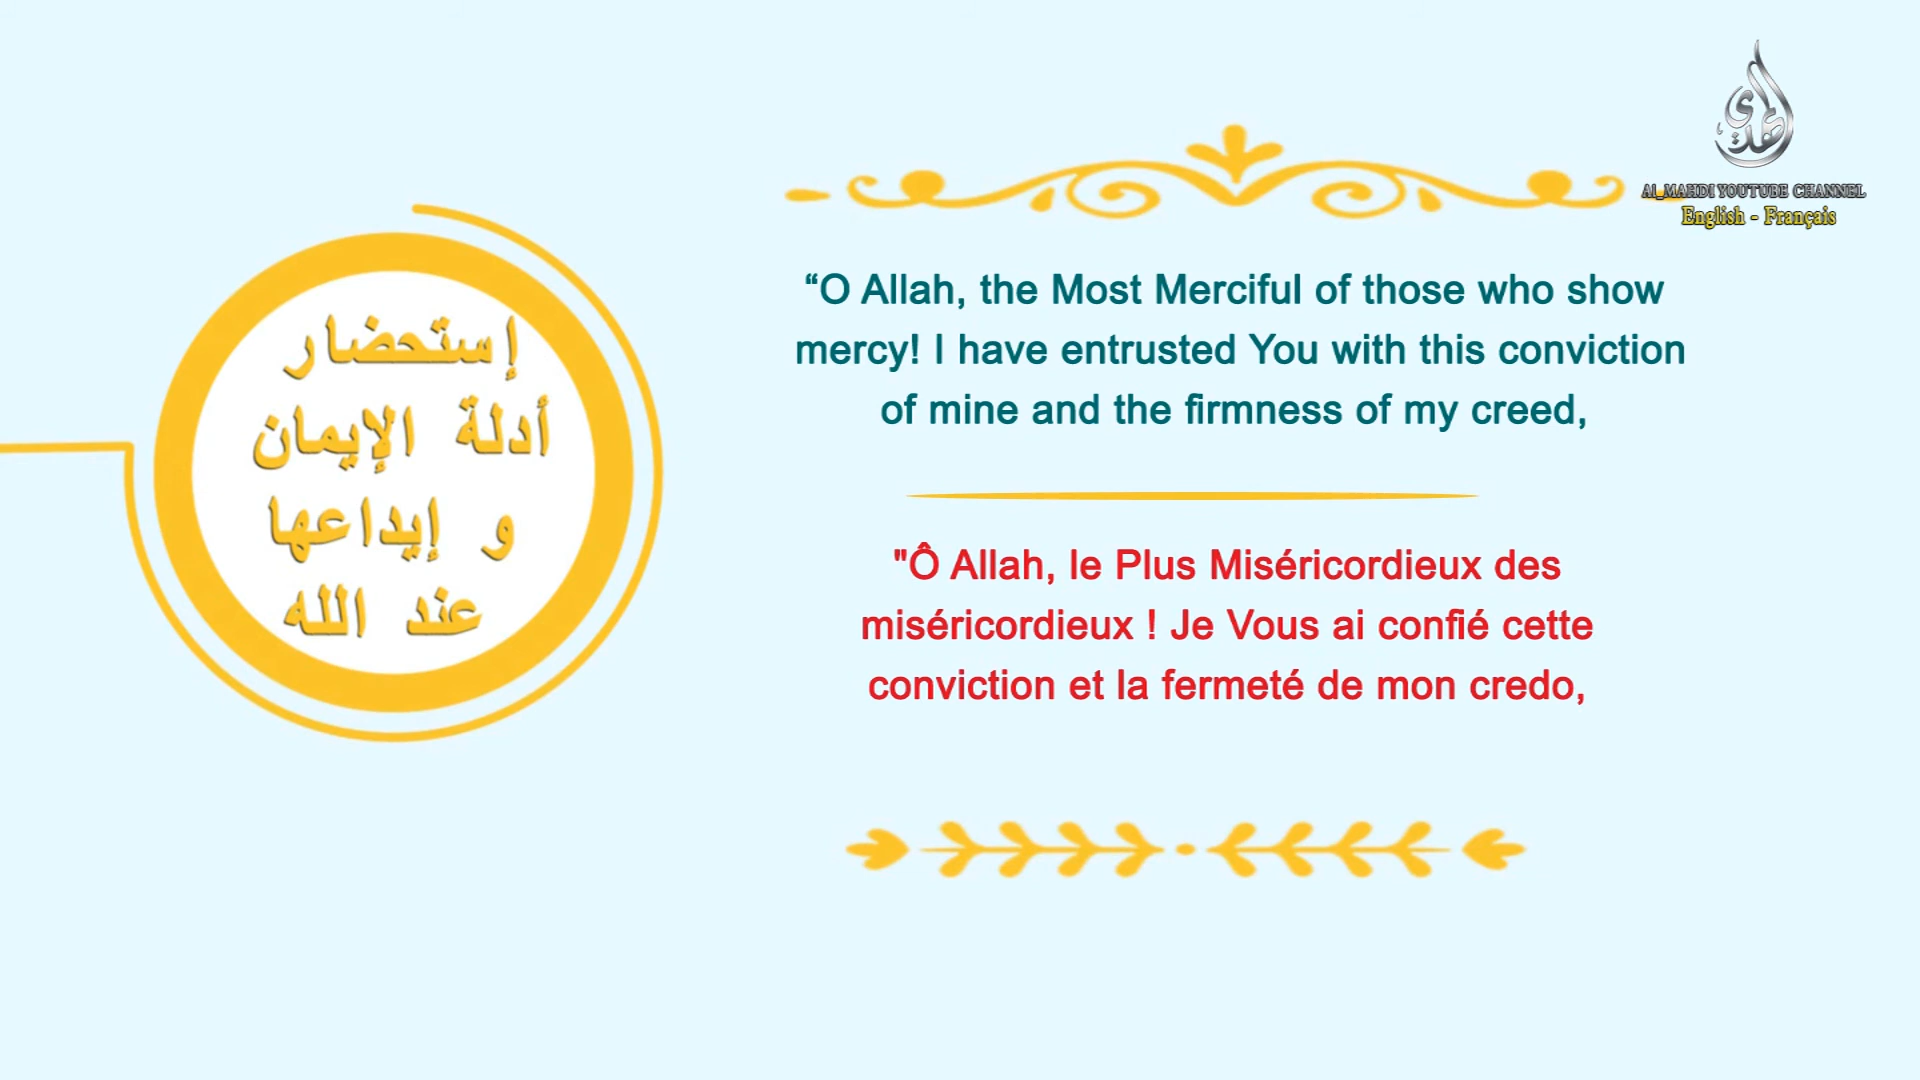 المهدي
Al_MAHDI YOUTUBE CHANNEL
English - Français
إستحضار
أدلة الإيمان
و إيداعها
عند الله
“O Allah, the Most Merciful of those who show
mercy! I have entrusted You with this conviction
of mine and the firmness of my creed,
"Ô Allah, le Plus Miséricordieux des
miséricordieux ! Je Vous ai confié cette
conviction et la fermeté de mon credo,